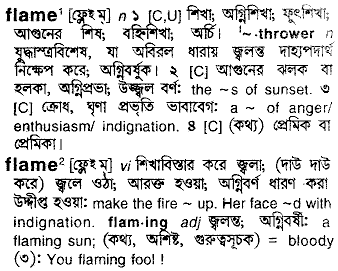 flame¹ [ফ্লেইম্] n ১ [C,U] শিখা; অগ্নিশিখা; ফুৎশিখা;
আগুনের শিষ; বহ্নিশিখা; অর্চি। '~-thrower n
যুদ্ধাস্ত্রবিশেষ, যা অবিরল ধারায় জ্বলন্ত দাহ্যপদার্থ
নিক্ষেপ করে; অগ্নিবর্ষুক। ২ [C] আগুনের ঝলক বা
হলকা, অগ্নিপ্রভা; উজ্জ্বল বর্ণ: the ~s of sunset. ৩
[C] ক্রোধ, ঘৃণা প্রভৃতি ভাবাবেগ: a ~ of anger/
enthusiasm/ indignation. ৪ [C] (কথ্য) প্রেমিক বা
প্রেমিকা।
flame² [ফ্লেইম্] vi শিখাবিস্তার করে জ্বলা; (দাউ দাউ
করে) জ্বলে ওঠা; আরক্ত হওয়া; অগ্নিবর্ণ ধারণ করা
উদ্দীপ্ত হওয়া: make the fire ~ up. Her face ~d with
indignation. flam·ing adj জ্বলন্ত; অগ্নিবর্ষী: a
flaming sun; (কথ্য, অশিষ্ট, গুরুত্বসূচক) = bloody
(৩): You flaming fool !